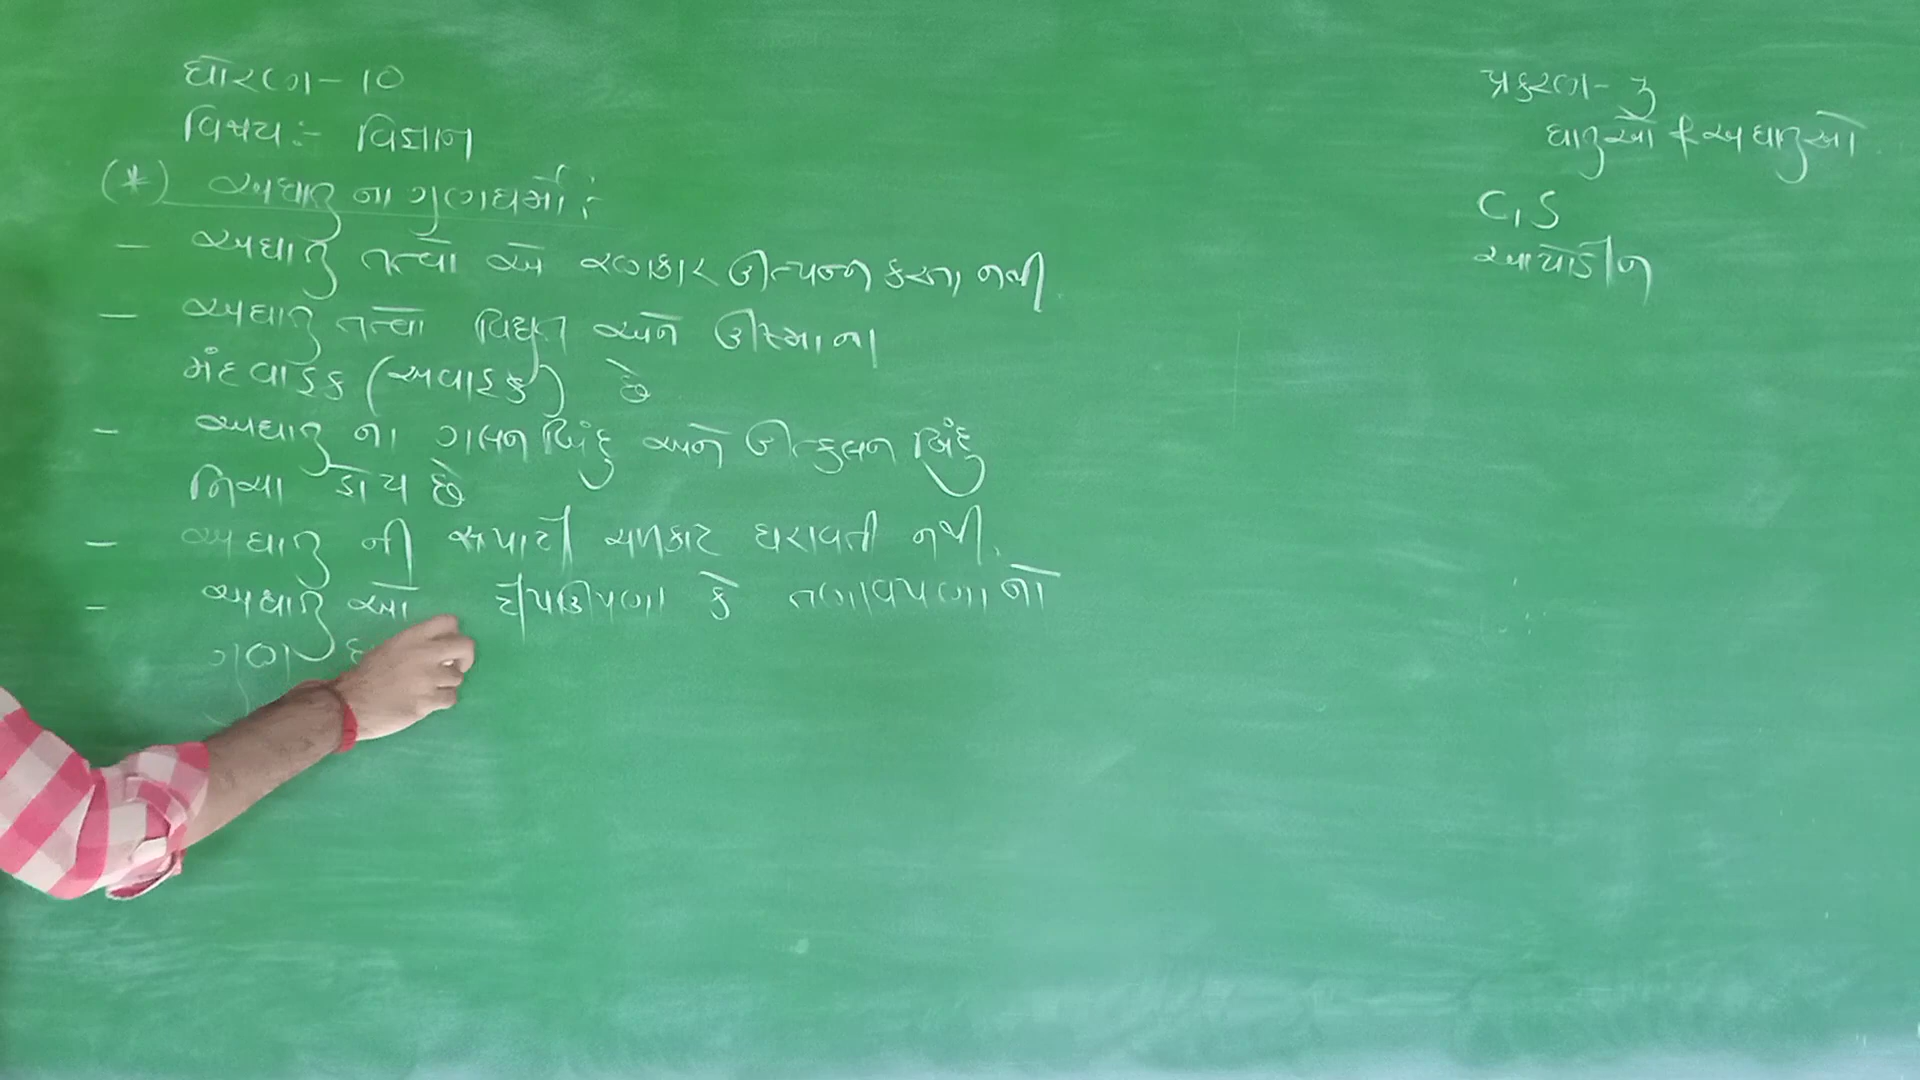 ધોરણ - 10
વિષય :- વિજ્ઞાન
(*) અધાતુ ના ગુણધર્મો :
- અધાતુ તત્વો એ રણકાર ઉત્પન્ન કરતા નથી
- અધાતુ તત્વો વિદ્યુત અને ઉષ્મા ના
મંદવાહક (અવાહક) છે
- અધાતુ ના ગલન બિંદુ અને ઉત્કલન બિંદુ
નિચા હોય છે
- અધાતુ ની સપાટી ચળકાટ ધરાવતી નથી.
- અધાતુ ઓ ટીપાઉપણા કે તણાવપણા નો
ગુણ
પ્રકરણ - 3
ધાતુઓ & અધાતુઓ
C, S
આયોડીન